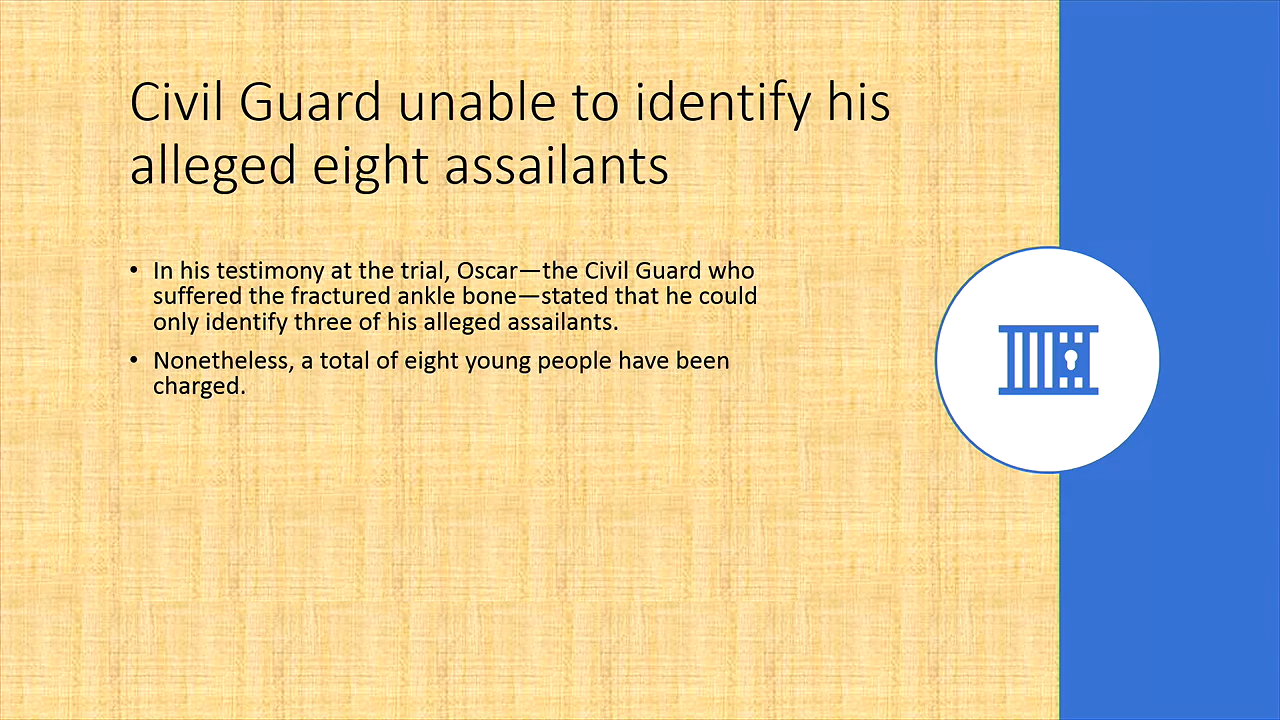 Civil Guard unable to identify his
alleged eight assailants
• In his testimony at the trial, Oscar—the Civil Guard who
suffered the fractured ankle bone—stated that he could
only identify three of his alleged assailants.
• Nonetheless, a total of eight young people have been
charged.